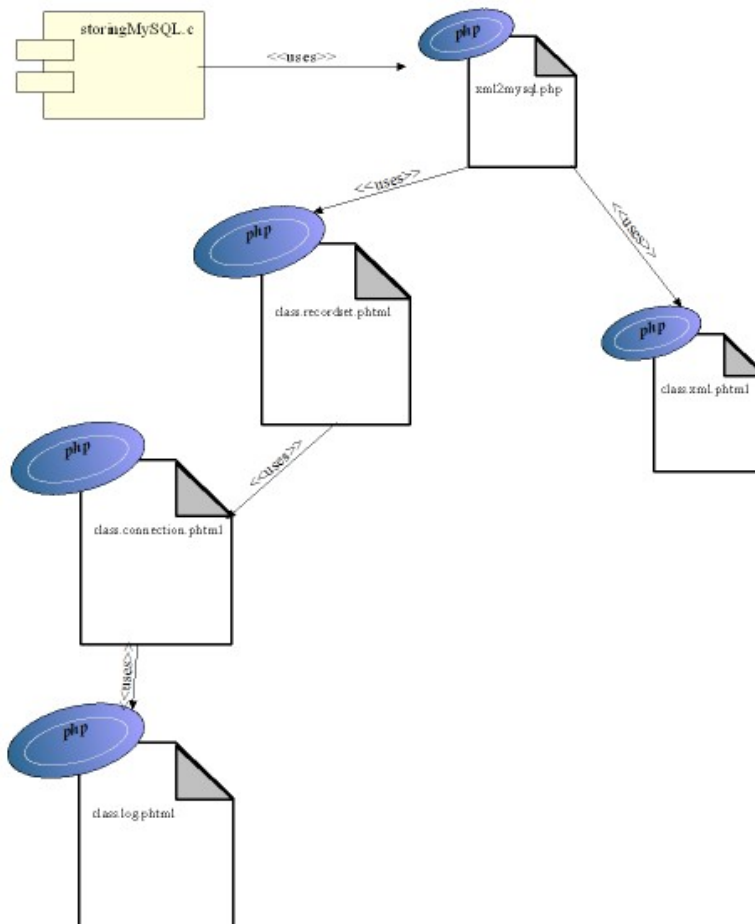 storingMySQL.c
<<uses>>
php
xml2mysql.php
<<uses>>
<<uses>>
php
class.recordset.phtml
php
class.xml.phtml
<<uses>>
php
class.connection.phtml
<<uses>>
php
class.log.phtml